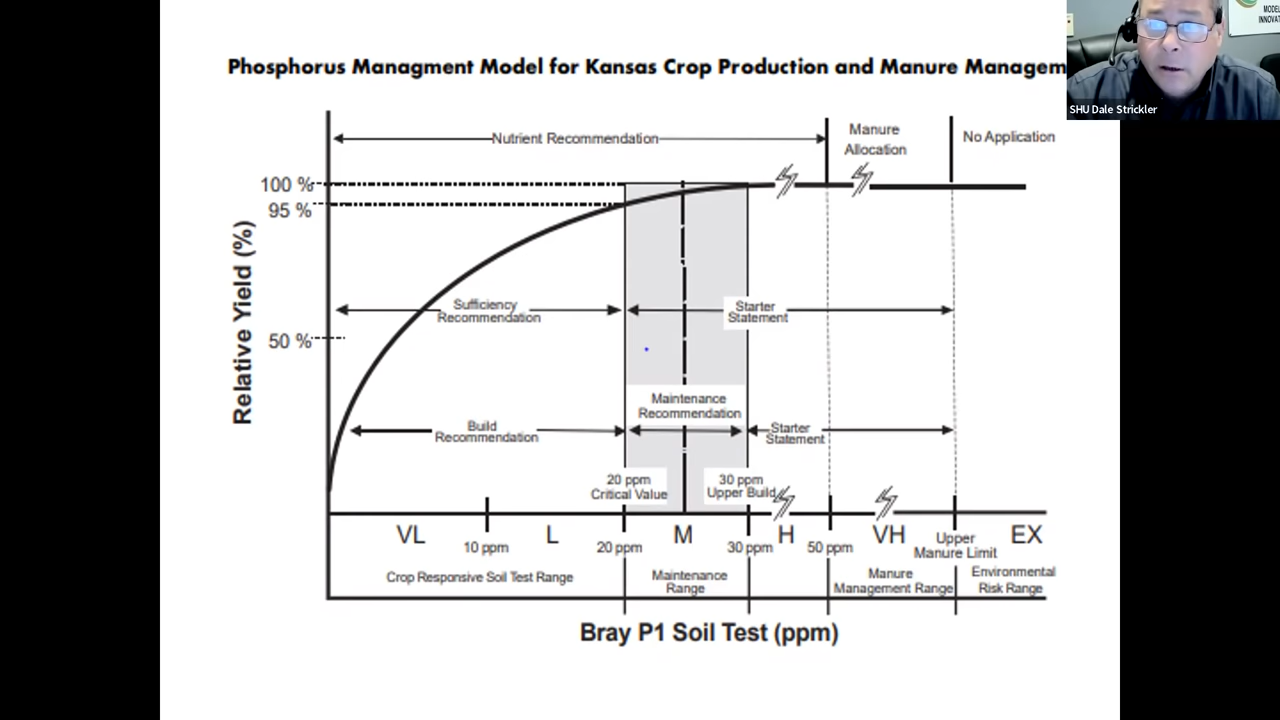 MODEL
INNOVAT
SHU Dale Strickler
Phosphorus Managment Model for Kansas Crop Production and Manure Managem
Nutrient Recommendation
Manure
Allocation
No Application
100 %
95 %
50 %
Relative Yield (%)
Sufficiency
Recommendation
Starter
Statement
Build
Recommendation
Maintenance
Recommendation
Starter
Statement
20 ppm
Critical Value
30 ppm
Upper Build
VL
10 ppm
L
20 ppm
M
30 ppm
H
50 ppm
VH
Upper
Manure Limit
EX
Crop Responsive Soil Test Range
Maintenance
Range
Manure
Management Range
Environmental
Risk Range
Bray P1 Soil Test (ppm)